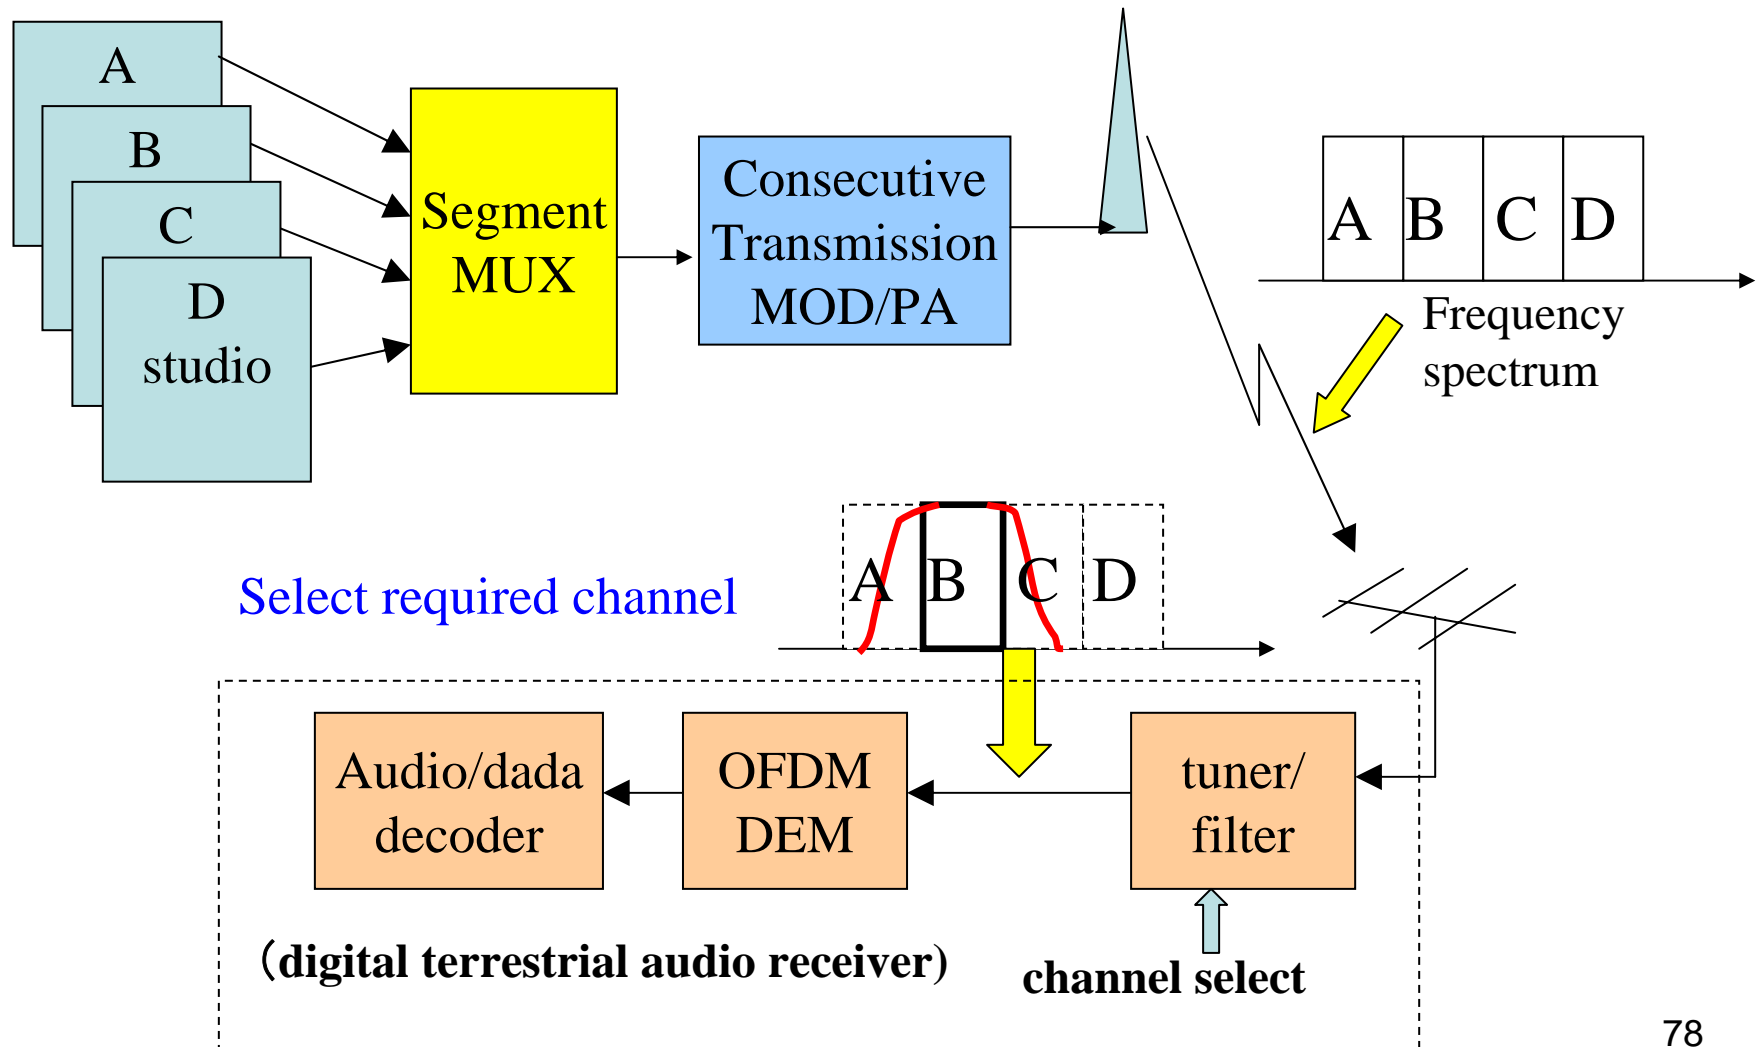 A
B
C
D
studio
Segment
MUX
Consecutive
Transmission
MOD/PA
A B C D
Frequency
spectrum
Select required channel
A B C D
Audio/dada
decoder
OFDM
DEM
tuner/
filter
（digital terrestrial audio receiver)
channel select
78